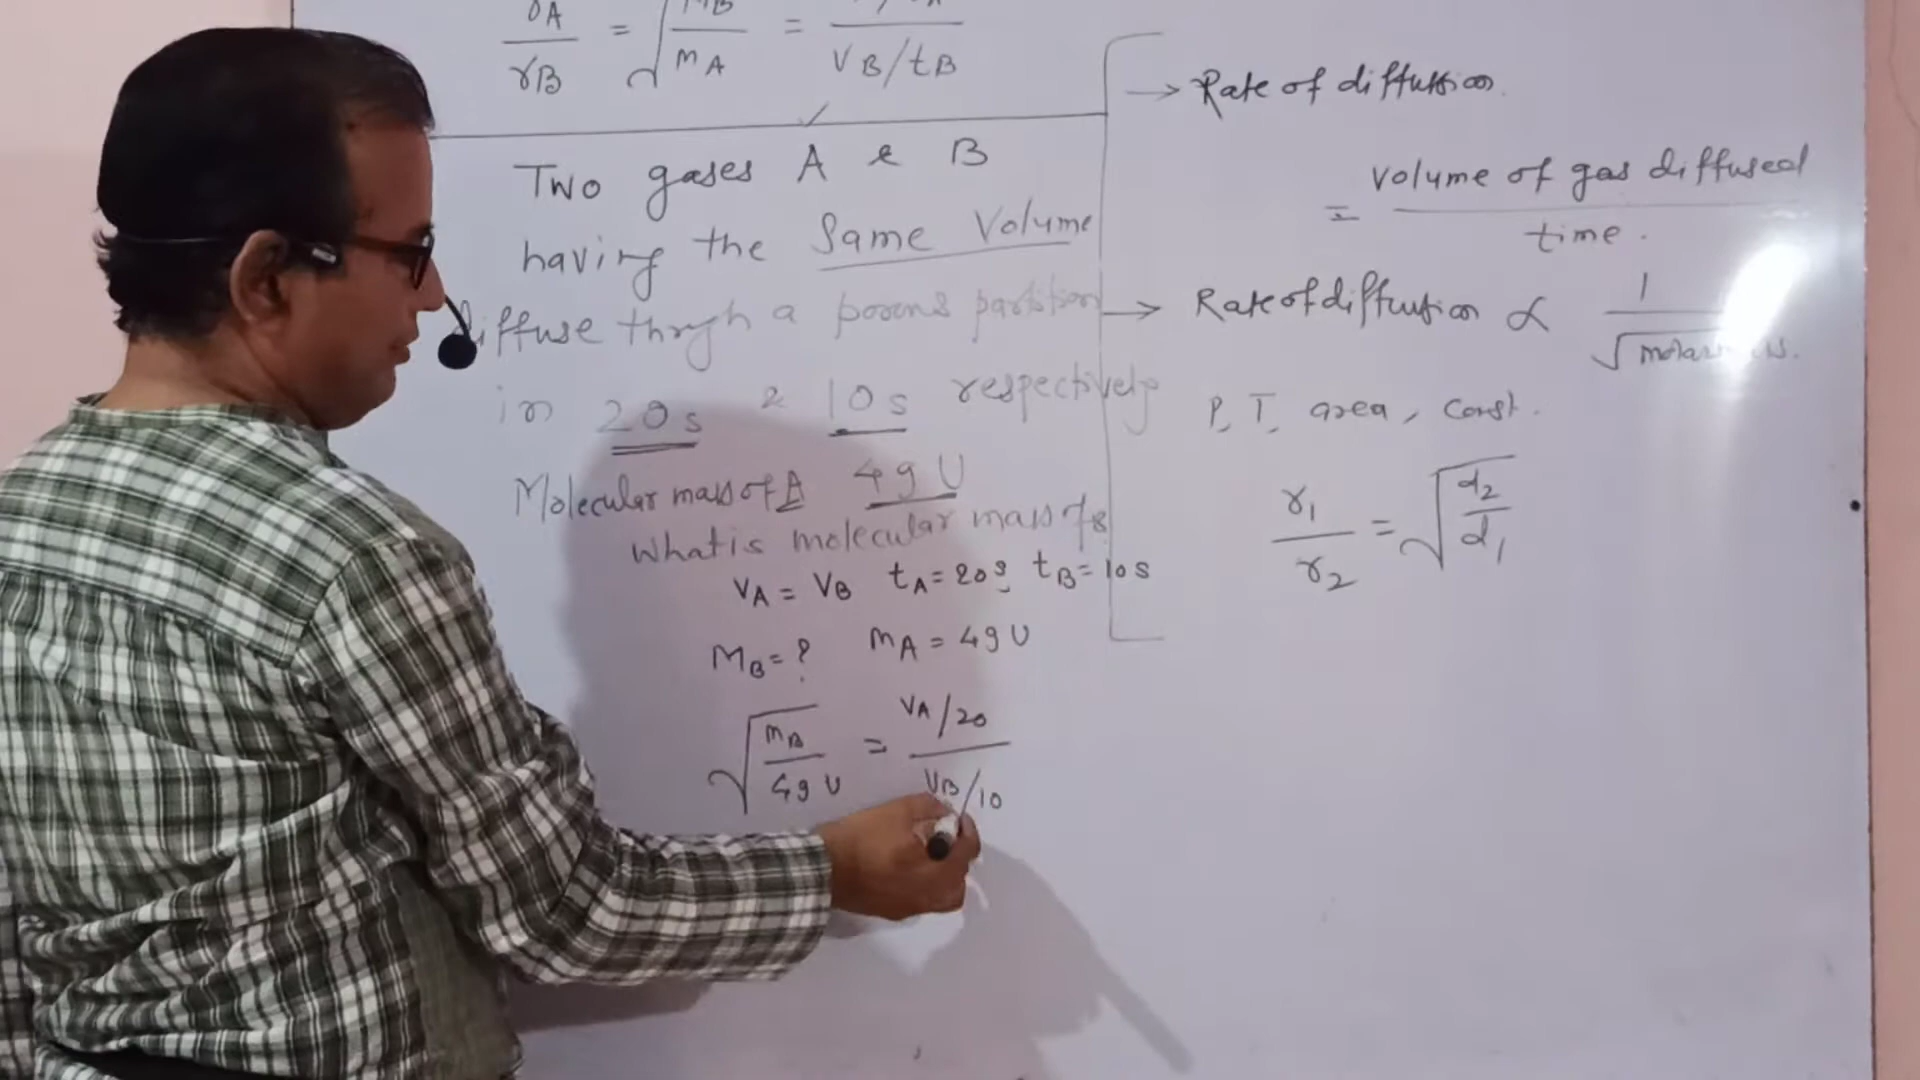 rA/rB = √(MB/mA) = VA/tA / VB/tB
Two gases A & B
having the Same Volume
diffuse through a porous partition
in 20s & 10s respectively
Molecular mass of A 49 U
What is molecular mass of B
VA = VB tA = 20s tB = 10s
MB = ? mA = 49 U
√(mB/49 U) = VA/20 / VB/10
→ Rate of diffusion.
= Volume of gas diffused / time.
→ Rate of diffusion ∝ 1/√molar
P, T, area, Const.
r1/r2 = √(d2/d1)